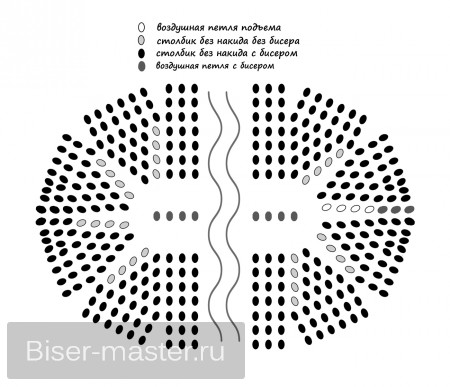 воздушная петля подъема
столбик без накида без бисера
столбик без накида с бисером
воздушная петля с бисером
Biser-master.ru